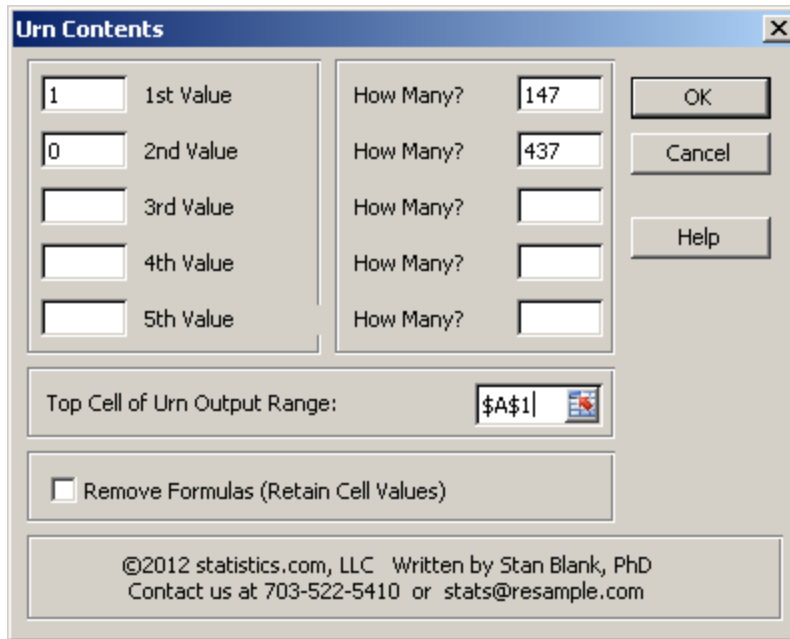 Urn Contents
1 1st Value How Many? 147 OK
0 2nd Value How Many? 437 Cancel
3rd Value How Many?
Help
4th Value How Many?
5th Value How Many?
Top Cell of Urn Output Range: $A$1
Remove Formulas (Retain Cell Values)
©2012 statistics.com, LLC Written by Stan Blank, PhD
Contact us at 703-522-5410 or stats@resample.com